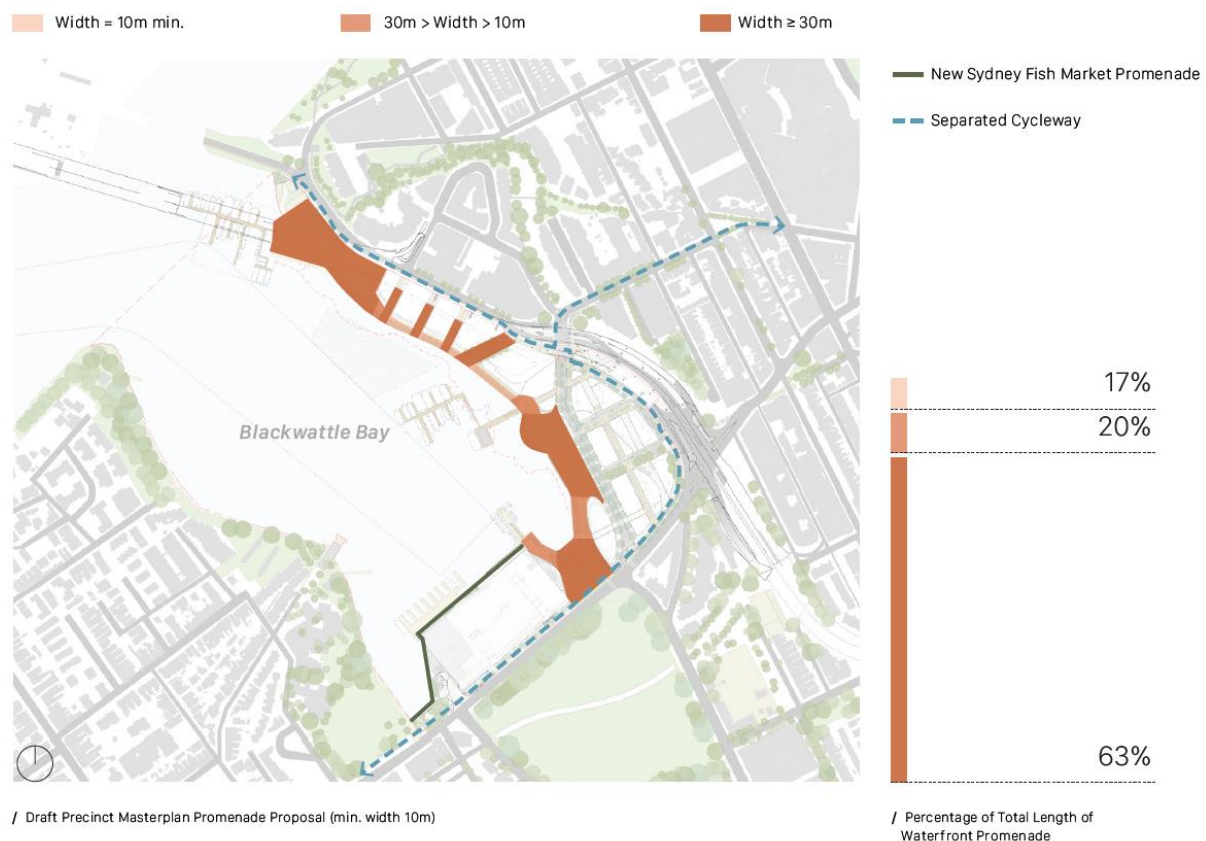 Width = 10m min.
30m > Width > 10m
Width ≥ 30m
New Sydney Fish Market Promenade
Separated Cycleway
Blackwattle Bay
17%
20%
63%
/ Draft Precinct Masterplan Promenade Proposal (min. width 10m)
/ Percentage of Total Length of
Waterfront Promenade